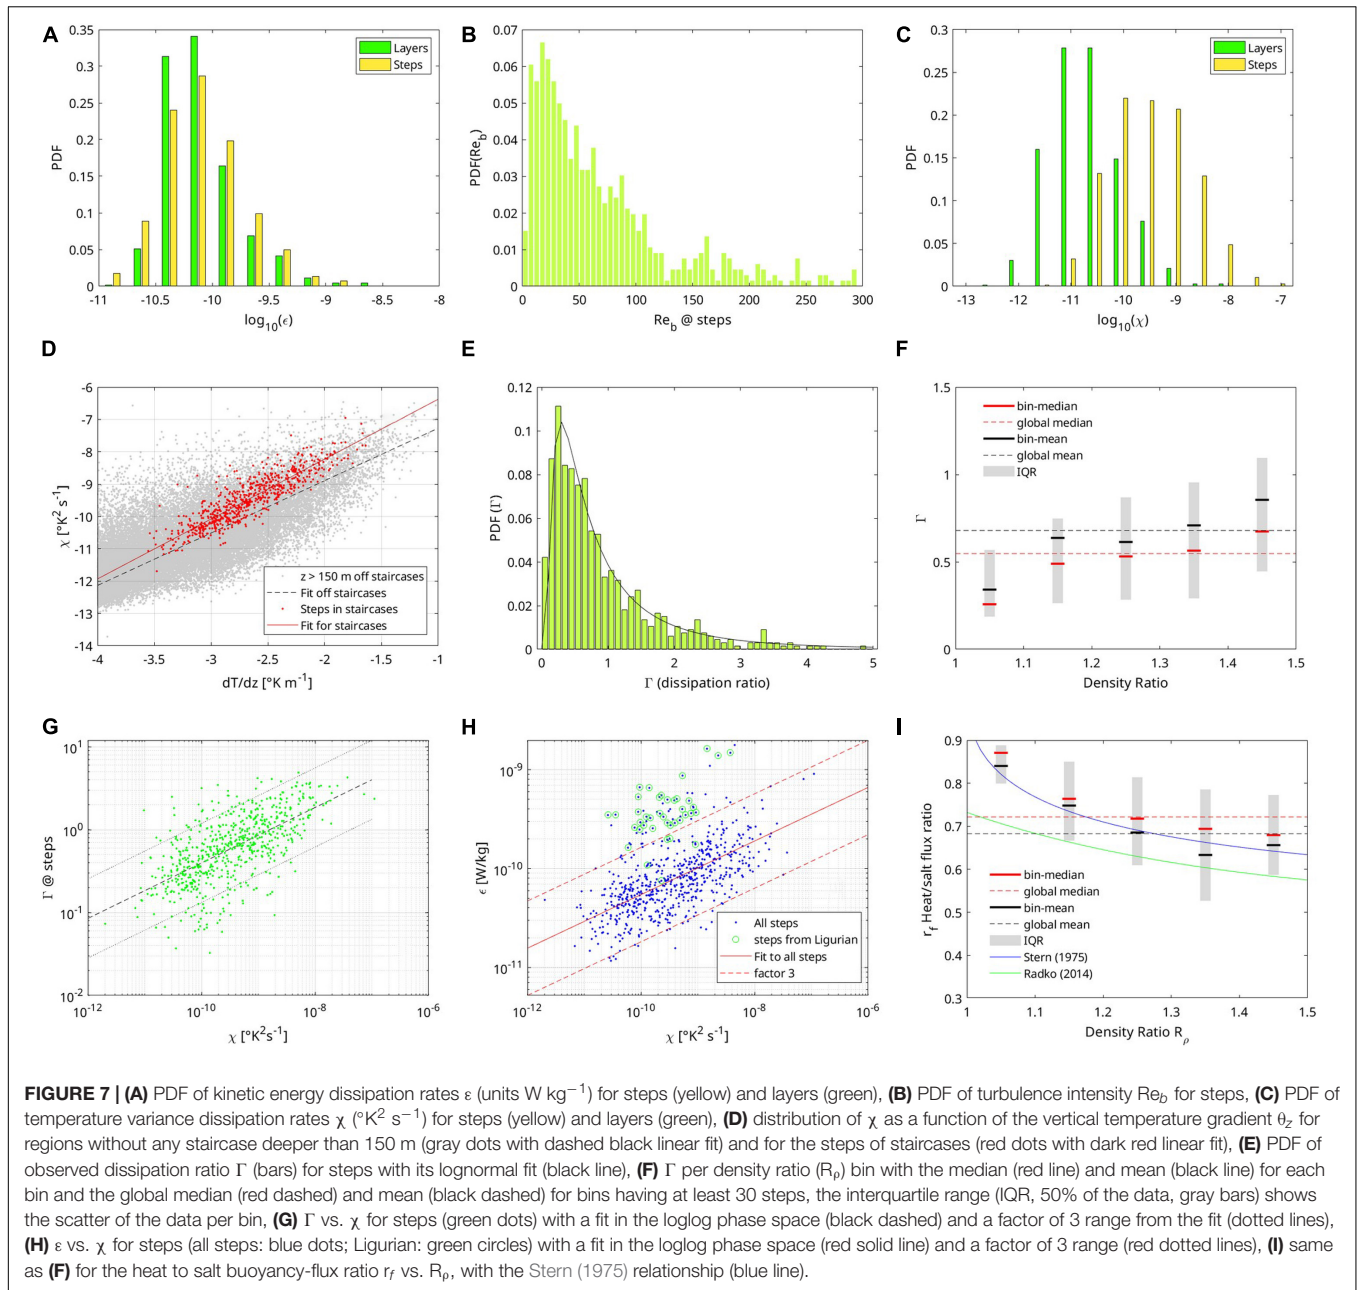 A
0.35
0.3
0.25
0.2
0.15
0.1
0.05
0
PDF
Layers
Steps
-11
-10.5
-10
-9.5
-9
-8.5
-8
log10(ϵ)
B
0.07
0.06
0.05
0.04
0.03
0.02
0.01
0
PDF(Reb)
0
50
100
150
200
250
300
Reb @ steps
C
0.3
0.25
0.2
0.15
0.1
0.05
0
PDF
Layers
Steps
-13
-12
-11
-10
-9
-8
-7
log10(χ)
D
-6
-7
-8
-9
-10
-11
-12
-13
-14
χ [°K2 s-1]
z > 150 m off staircases
Fit off staircases
Steps in staircases
Fit for staircases
-4
-3.5
-3
-2.5
-2
-1.5
-1
dT/dz [°K m-1]
E
0.12
0.1
0.08
0.06
0.04
0.02
0
PDF (Γ)
0
1
2
3
4
5
Γ (dissipation ratio)
F
1.5
1
0.5
0
Γ
bin-median
global median
bin-mean
global mean
IQR
1
1.1
1.2
1.3
1.4
1.5
Density Ratio
G
10^1
10^0
10^-1
10^-2
Γ @ steps
10^-12
10^-10
10^-8
10^-6
χ [°K2s-1]
H
10^-9
10^-10
10^-11
ϵ [W/kg]
All steps
steps from Ligurian
Fit to all steps
factor 3
10^-12
10^-10
10^-8
10^-6
χ [°K2s-1]
I
0.9
0.8
0.7
0.6
0.5
0.4
0.3
rf Heat/salt flux ratio
bin-median
global median
bin-mean
global mean
IQR
Stern (1975)
Radko (2014)
1
1.1
1.2
1.3
1.4
1.5
Density Ratio Rρ
FIGURE 7 | (A) PDF of kinetic energy dissipation rates ε (units W kg−1) for steps (yellow) and layers (green), (B) PDF of turbulence intensity Reb for steps, (C) PDF of
temperature variance dissipation rates χ (°K2 s−1) for steps (yellow) and layers (green), (D) distribution of χ as a function of the vertical temperature gradient θz for
regions without any staircase deeper than 150 m (gray dots with dashed black linear fit) and for the steps of staircases (red dots with dark red linear fit), (E) PDF of
observed dissipation ratio Γ (bars) for steps with its lognormal fit (black line), (F) Γ per density ratio (Rρ) bin with the median (red line) and mean (black line) for each
bin and the global median (red dashed) and mean (black dashed) for bins having at least 30 steps, the interquartile range (IQR, 50% of the data, gray bars) shows
the scatter of the data per bin, (G) Γ vs. χ for steps (green dots) with a fit in the loglog phase space (black dashed) and a factor of 3 range from the fit (dotted lines),
(H) ε vs. χ for steps (all steps: blue dots; Ligurian: green circles) with a fit in the loglog phase space (red solid line) and a factor of 3 range (red dotted lines), (I) same
as (F) for the heat to salt buoyancy-flux ratio rf vs. Rρ, with the Stern (1975) relationship (blue line).